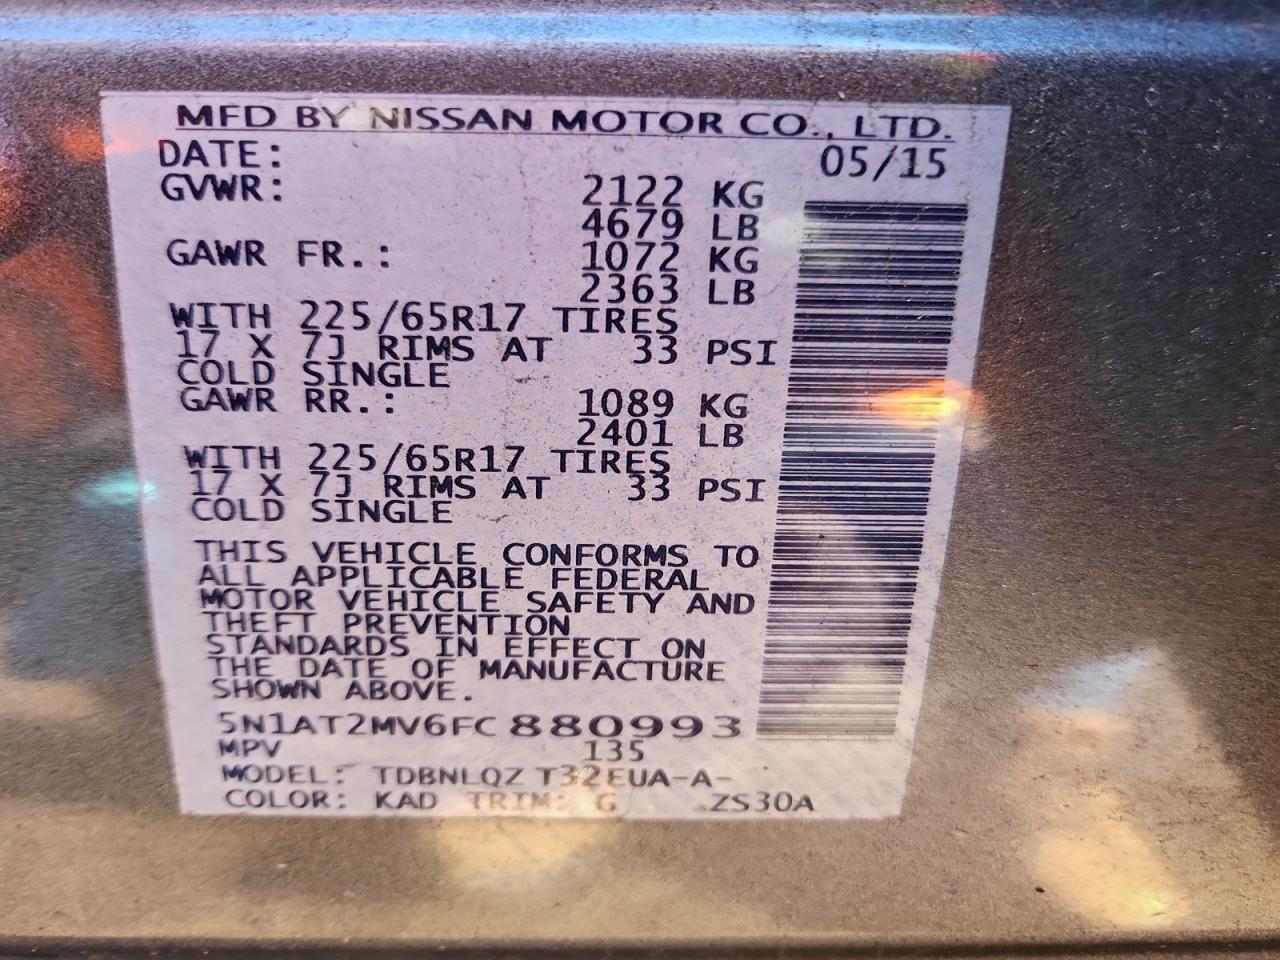 MFD BY NISSAN MOTOR CO., LTD.
DATE: 05/15
GVWR: 2122 KG
4679 LB
GAWR FR.: 1072 KG
2363 LB
WITH 225/65R17 TIRES
17 X 7J RIMS AT 33 PSI
COLD SINGLE
GAWR RR.: 1089 KG
2401 LB
WITH 225/65R17 TIRES
17 X 7J RIMS AT 33 PSI
COLD SINGLE
THIS VEHICLE CONFORMS TO
ALL APPLICABLE FEDERAL
MOTOR VEHICLE SAFETY AND
THEFT PREVENTION
STANDARDS IN EFFECT ON
THE DATE OF MANUFACTURE
SHOWN ABOVE.
5N1AT2MV6FC880993
MPV 135
MODEL: TDBNLQZ T32EUA-A-
COLOR: KAD TRIM: G ZS30A